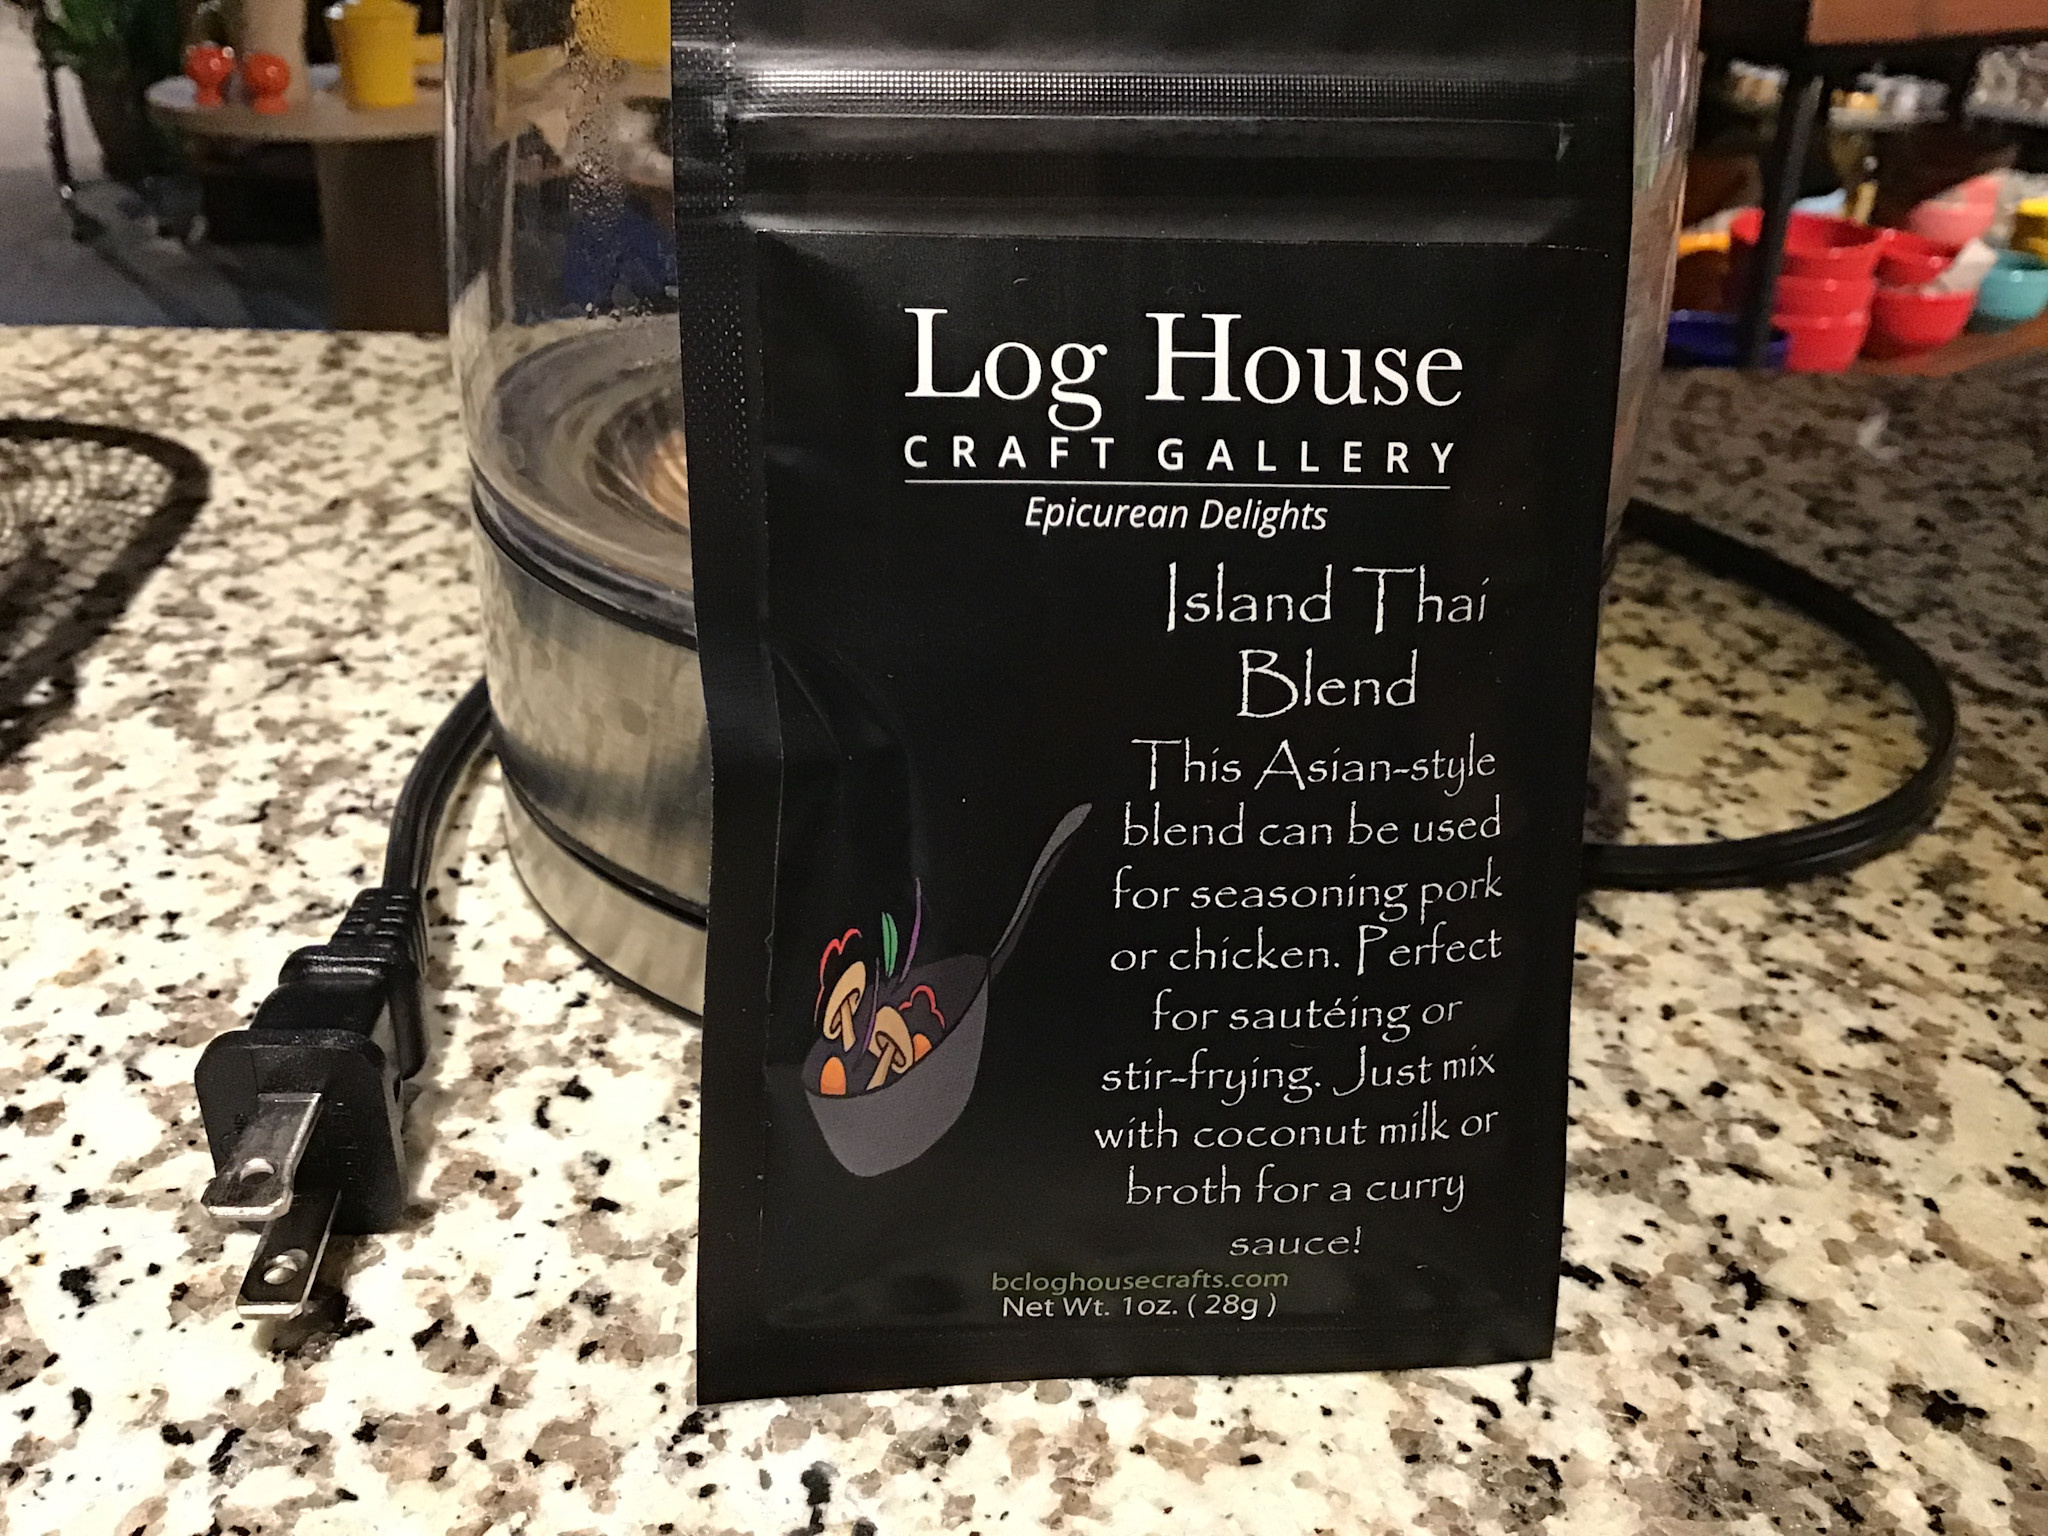 Log House
CRAFT GALLERY
Epicurean Delights
Island Thai
Blend
This Asian-style
blend can be used
for seasoning pork
or chicken. Perfect
for sautéing or
stir-frying. Just mix
with coconut milk or
broth for a curry
sauce!
bcloghousecrafts.com
Net Wt. 1oz. ( 28g )